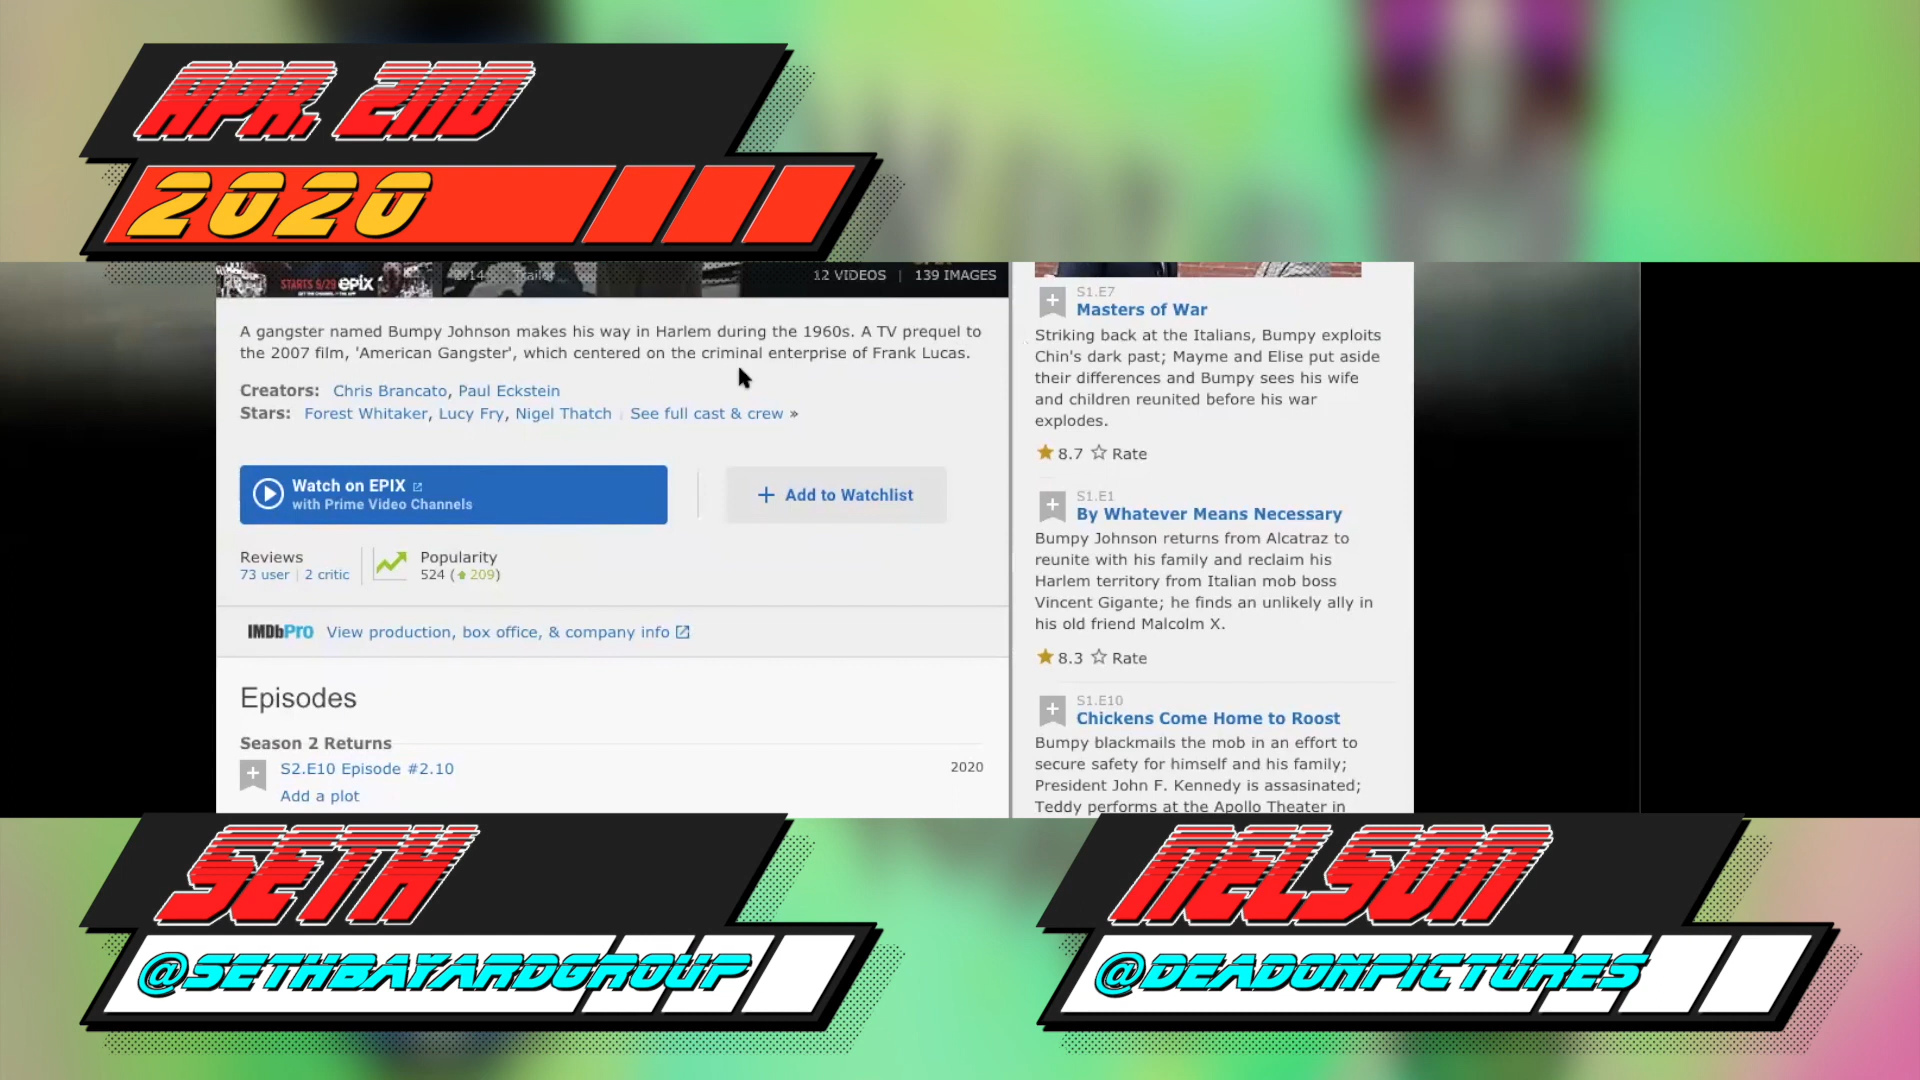 APR. 2ND
2020
STARTS 9/29 epix
2:14
Trailer
12 VIDEOS | 139 IMAGES
A gangster named Bumpy Johnson makes his way in Harlem during the 1960s. A TV prequel to
the 2007 film, 'American Gangster', which centered on the criminal enterprise of Frank Lucas.
Creators: Chris Brancato, Paul Eckstein
Stars: Forest Whitaker, Lucy Fry, Nigel Thatch | See full cast & crew »
Watch on EPIX
with Prime Video Channels
+ Add to Watchlist
Reviews
73 user | 2 critic
Popularity
524 (209)
IMDbPro View production, box office, & company info
Episodes
Season 2 Returns
S2.E10 Episode #2.10
2020
Add a plot
S1.E7
Masters of War
Striking back at the Italians, Bumpy exploits
Chin's dark past; Mayme and Elise put aside
their differences and Bumpy sees his wife
and children reunited before his war
explodes.
8.7 Rate
S1.E1
By Whatever Means Necessary
Bumpy Johnson returns from Alcatraz to
reunite with his family and reclaim his
Harlem territory from Italian mob boss
Vincent Gigante; he finds an unlikely ally in
his old friend Malcolm X.
8.3 Rate
S1.E10
Chickens Come Home to Roost
Bumpy blackmails the mob in an effort to
secure safety for himself and his family;
President John F. Kennedy is assasinated;
Teddy performs at the Apollo Theater in
SETH
@SETHBAYARDGROUP
NELSON
@DEADONPICTURES